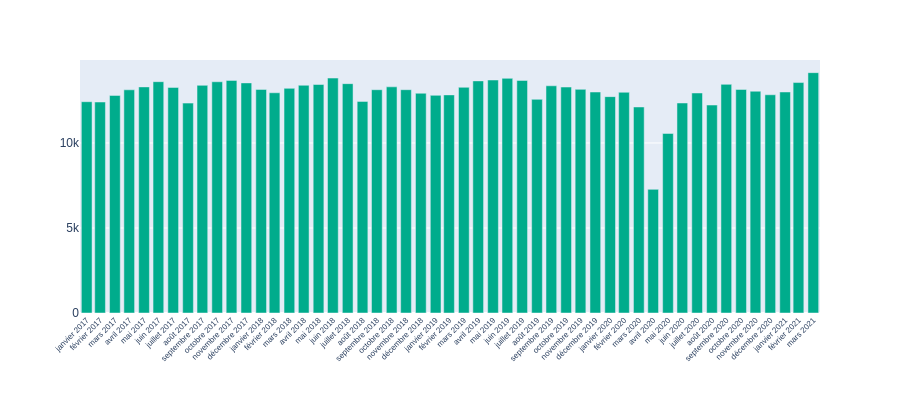 10k
5k
0
janvier 2017
février 2017
mars 2017
avril 2017
mai 2017
juin 2017
juillet 2017
août 2017
septembre 2017
octobre 2017
novembre 2017
décembre 2017
janvier 2018
février 2018
mars 2018
avril 2018
mai 2018
juin 2018
juillet 2018
août 2018
septembre 2018
octobre 2018
novembre 2018
décembre 2018
janvier 2019
février 2019
mars 2019
avril 2019
mai 2019
juin 2019
juillet 2019
août 2019
septembre 2019
octobre 2019
novembre 2019
décembre 2019
janvier 2020
février 2020
mars 2020
avril 2020
mai 2020
juin 2020
juillet 2020
août 2020
septembre 2020
octobre 2020
novembre 2020
décembre 2020
janvier 2021
février 2021
mars 2021